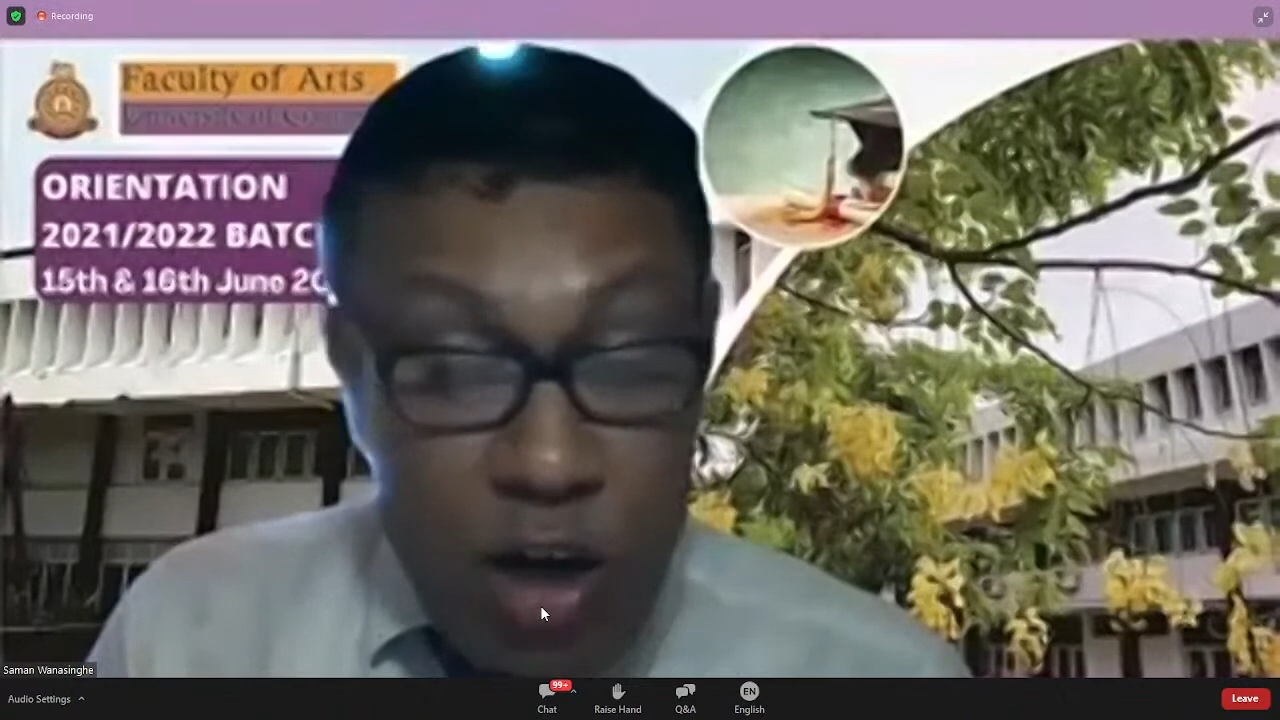 Recording
Faculty of Arts
ORIENTATION
2021/2022 BATC
15th & 16th June 20
Saman Wanasinghe
Audio Settings
99+
Chat
Raise Hand
Q&A
EN
English
Leave